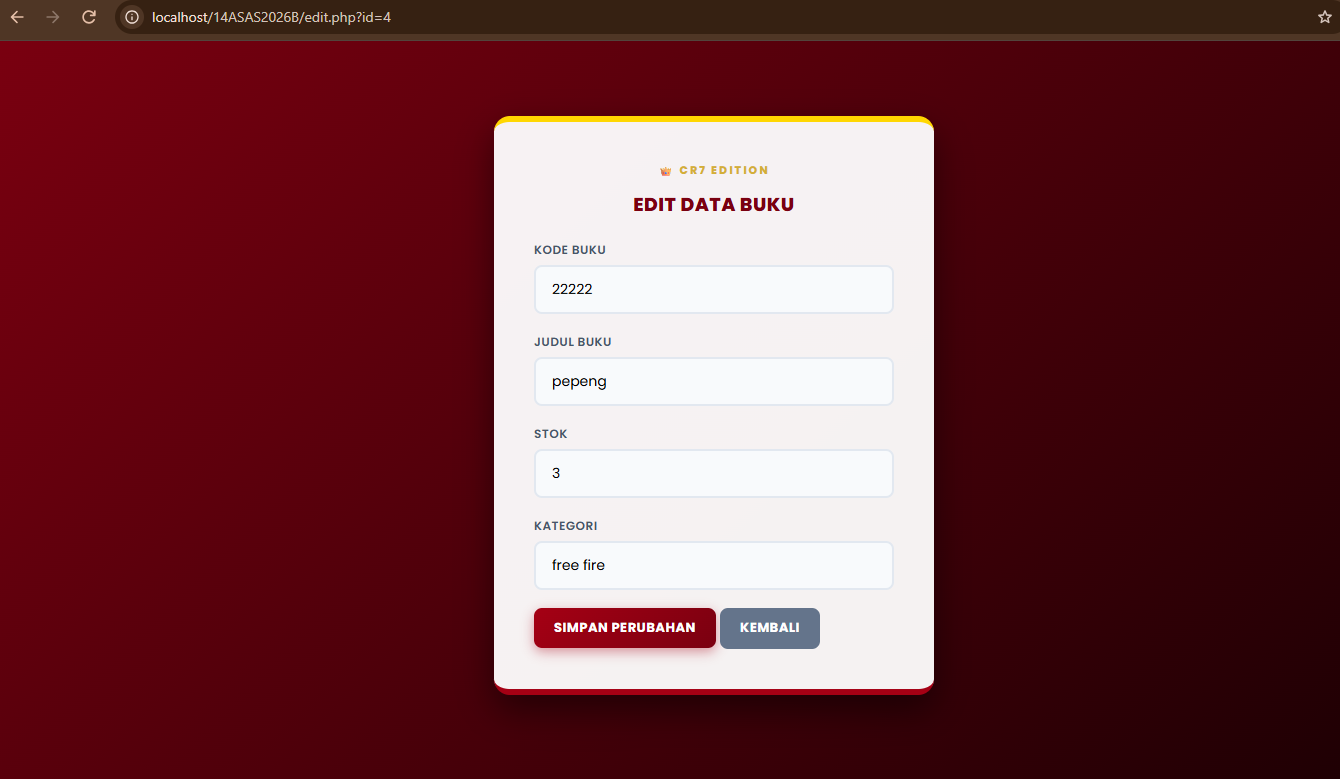 localhost/14ASAS2026B/edit.php?id=4
CR7 EDITION
EDIT DATA BUKU
KODE BUKU
22222
JUDUL BUKU
pepeng
STOK
3
KATEGORI
free fire
SIMPAN PERUBAHAN KEMBALI